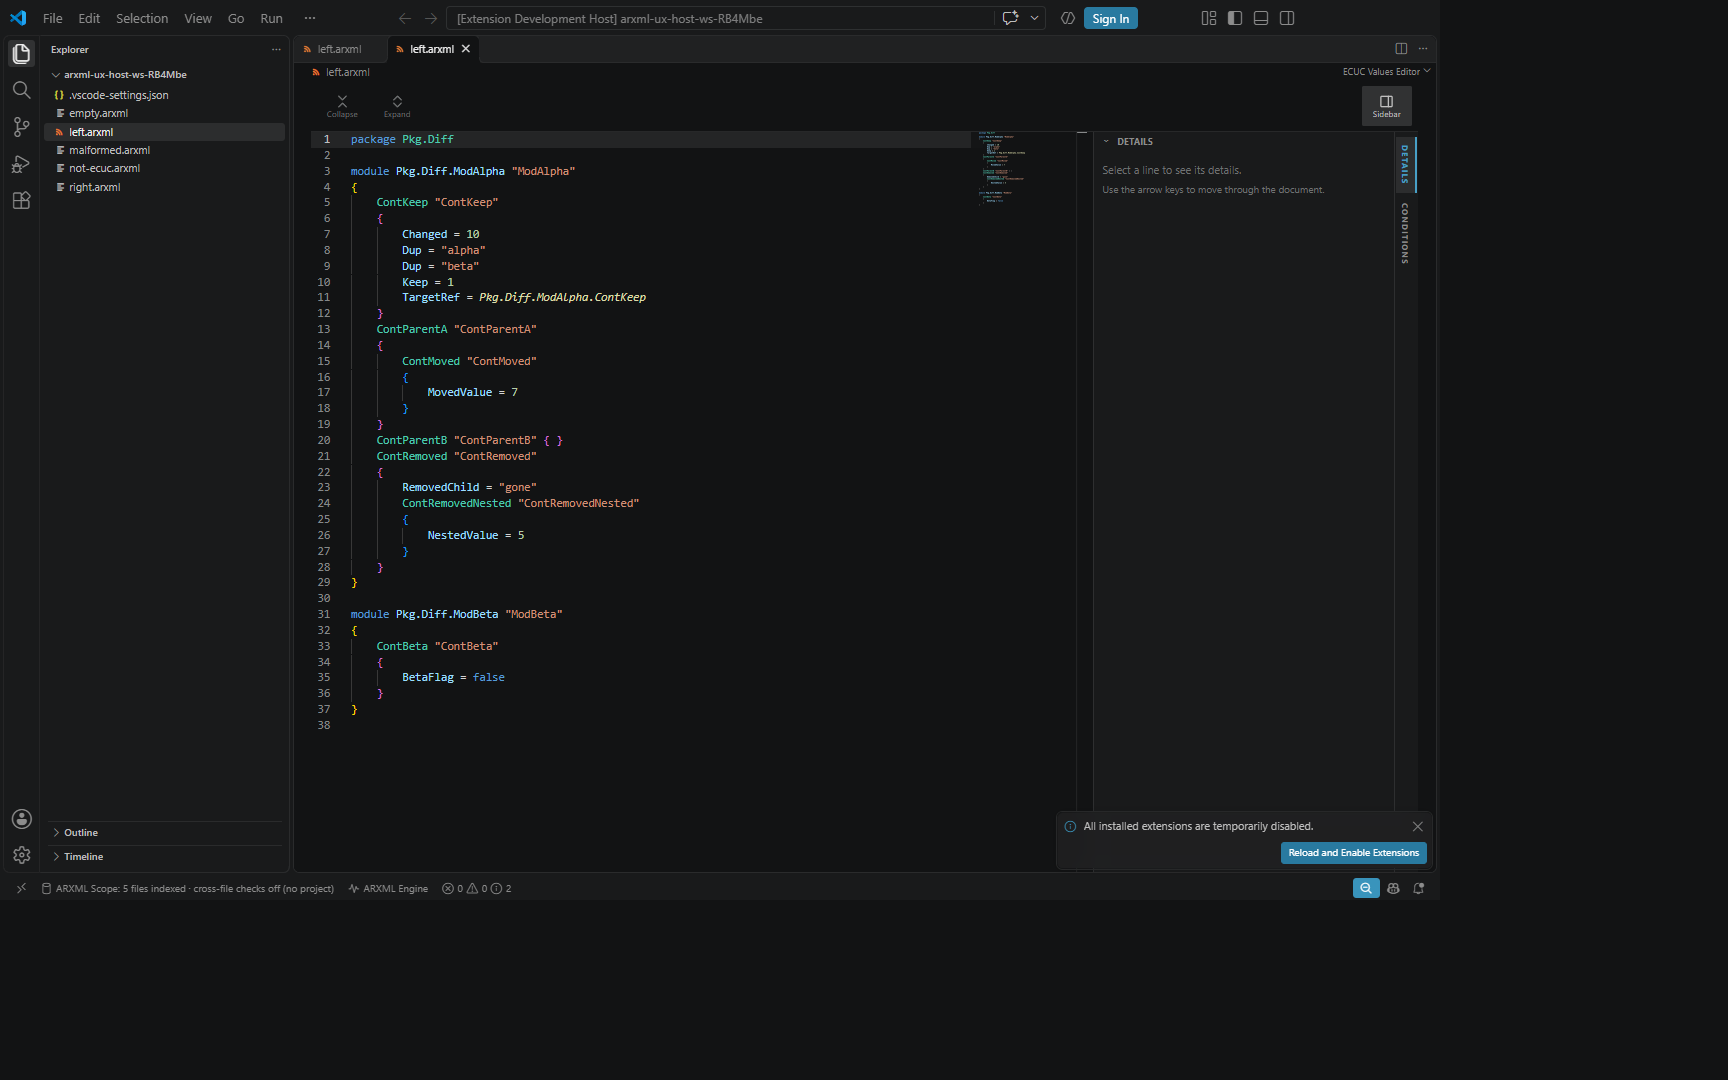 File Edit Selection View Go Run ···
[Extension Development Host] arxml-ux-host-ws-RB4Mbe
Sign In
Explorer
arxml-ux-host-ws-RB4Mbe
{} .vscode-settings.json
empty.arxml
left.arxml
malformed.arxml
not-ecuc.arxml
right.arxml
Outline
Timeline
left.arxml
left.arxml
left.arxml
ECUC Values Editor
Collapse
Expand
Sidebar
1 package Pkg.Diff
2
3 module Pkg.Diff.ModAlpha "ModAlpha"
4 {
5 ContKeep "ContKeep"
6 {
7 Changed = 10
8 Dup = "alpha"
9 Dup = "beta"
10 Keep = 1
11 TargetRef = Pkg.Diff.ModAlpha.ContKeep
12 }
13 ContParentA "ContParentA"
14 {
15 ContMoved "ContMoved"
16 {
17 MovedValue = 7
18 }
19 }
20 ContParentB "ContParentB" { }
21 ContRemoved "ContRemoved"
22 {
23 RemovedChild = "gone"
24 ContRemovedNested "ContRemovedNested"
25 {
26 NestedValue = 5
27 }
28 }
29 }
30
31 module Pkg.Diff.ModBeta "ModBeta"
32 {
33 ContBeta "ContBeta"
34 {
35 BetaFlag = false
36 }
37 }
38
DETAILS
Select a line to see its details.
Use the arrow keys to move through the document.
DETAILS
CONDITIONS
All installed extensions are temporarily disabled.
Reload and Enable Extensions
ARXML Scope: 5 files indexed · cross-file checks off (no project)
ARXML Engine
0 0 2